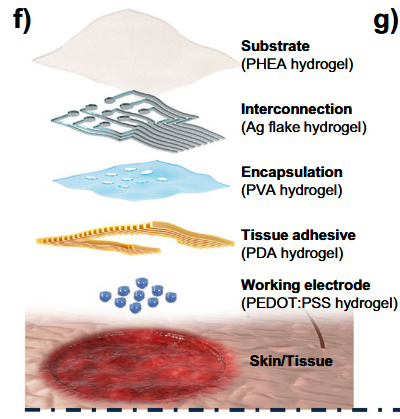 f)
g)
Substrate
(PHEA hydrogel)
Interconnection
(Ag flake hydrogel)
Encapsulation
(PVA hydrogel)
Tissue adhesive
(PDA hydrogel)
Working electrode
(PEDOT:PSS hydrogel)
Skin/Tissue